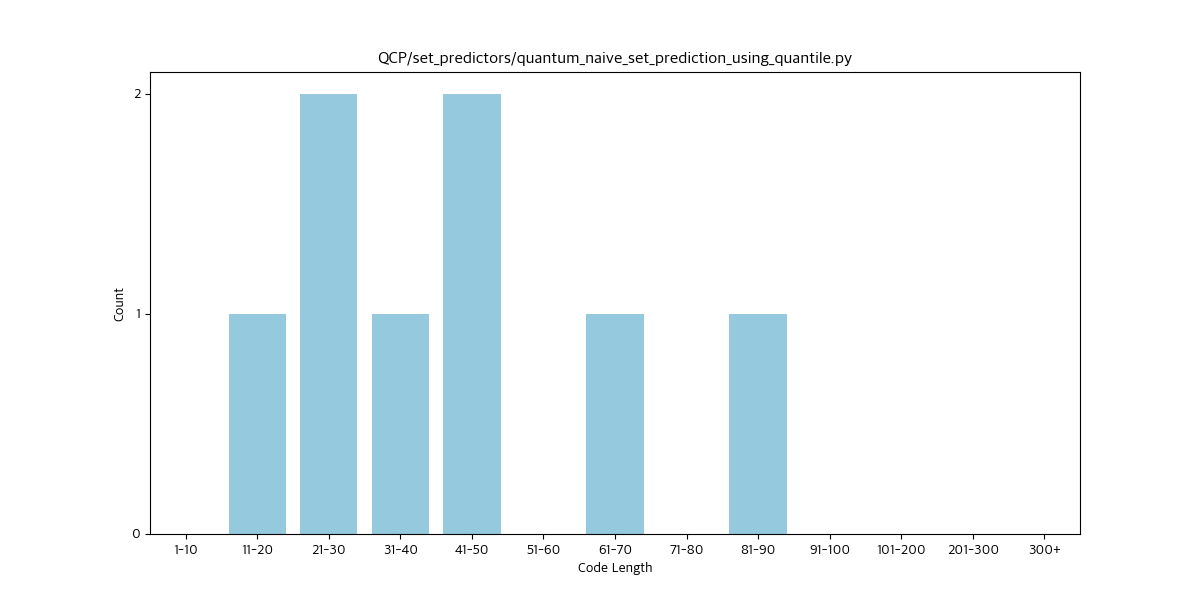 QCP/set_predictors/quantum_naive_set_prediction_using_quantile.py
2
1
0
Count
1-10 11-20 21-30 31-40 41-50 51-60 61-70 71-80 81-90 91-100 101-200 201-300 300+
Code Length